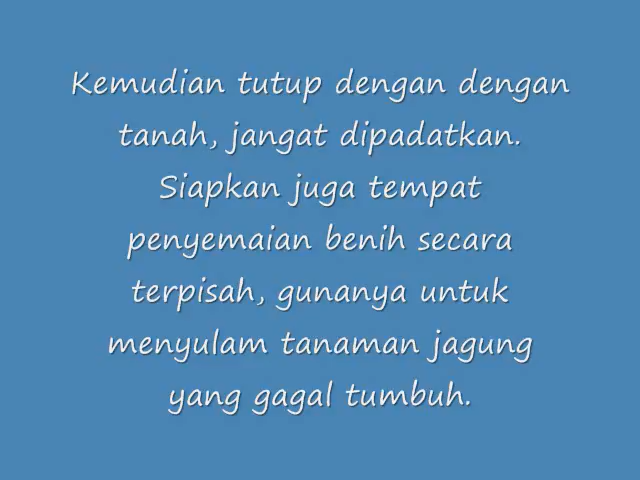 Kemudian tutup dengan dengan
tanah, jangat dipadatkan.
Siapkan juga tempat
penyemaian benih secara
terpisah, gunanya untuk
menyulam tanaman jagung
yang gagal tumbuh.